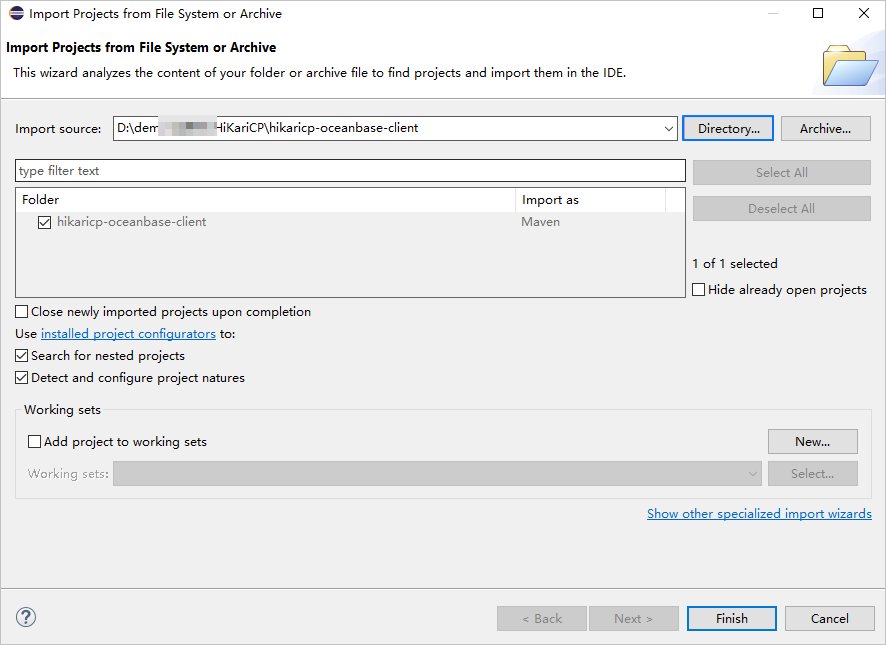 Import Projects from File System or Archive
Import Projects from File System or Archive
This wizard analyzes the content of your folder or archive file to find projects and import them in the IDE.
Import source: D:\dem HiKariCP\hikaricp-oceanbase-client Directory... Archive...
type filter text Select All
Folder Import as Deselect All
hikaricp-oceanbase-client Maven
1 of 1 selected
Hide already open projects
Close newly imported projects upon completion
Use installed project configurators to:
Search for nested projects
Detect and configure project natures
Working sets
Add project to working sets New...
Working sets: Select...
Show other specialized import wizards
? < Back Next > Finish Cancel